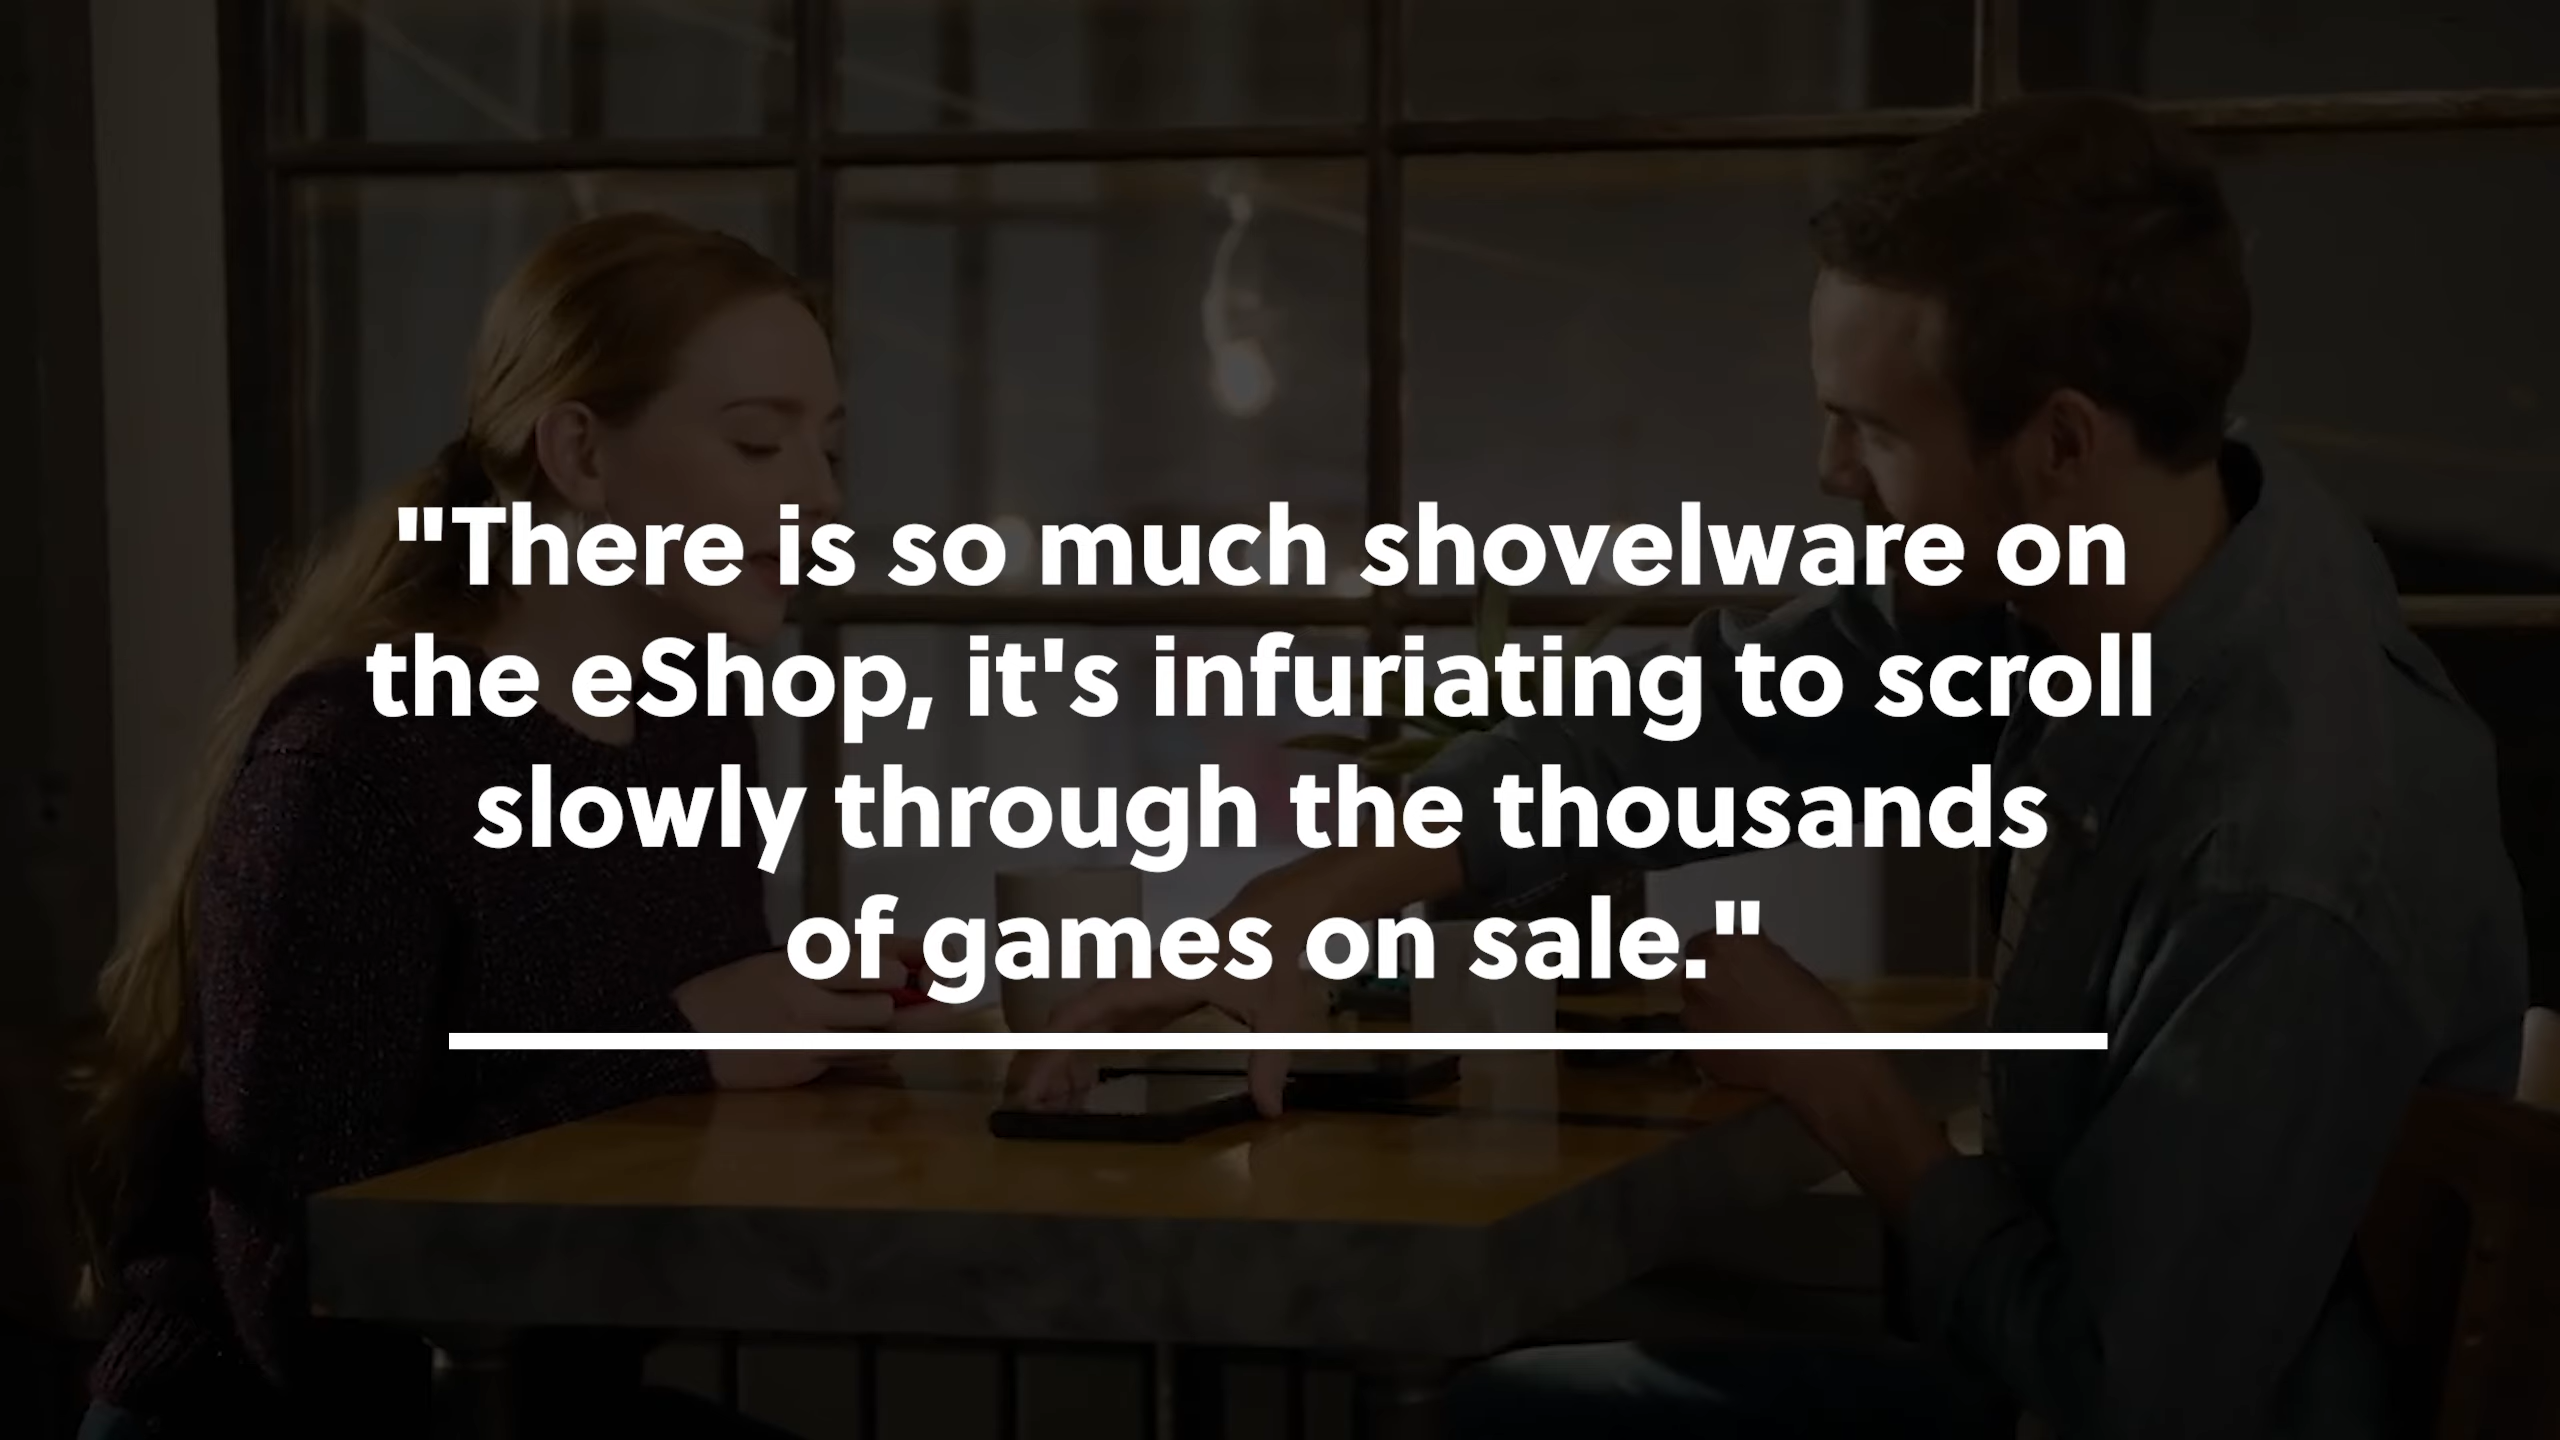 "There is so much shovelware on
the eShop, it's infuriating to scroll
slowly through the thousands
of games on sale."